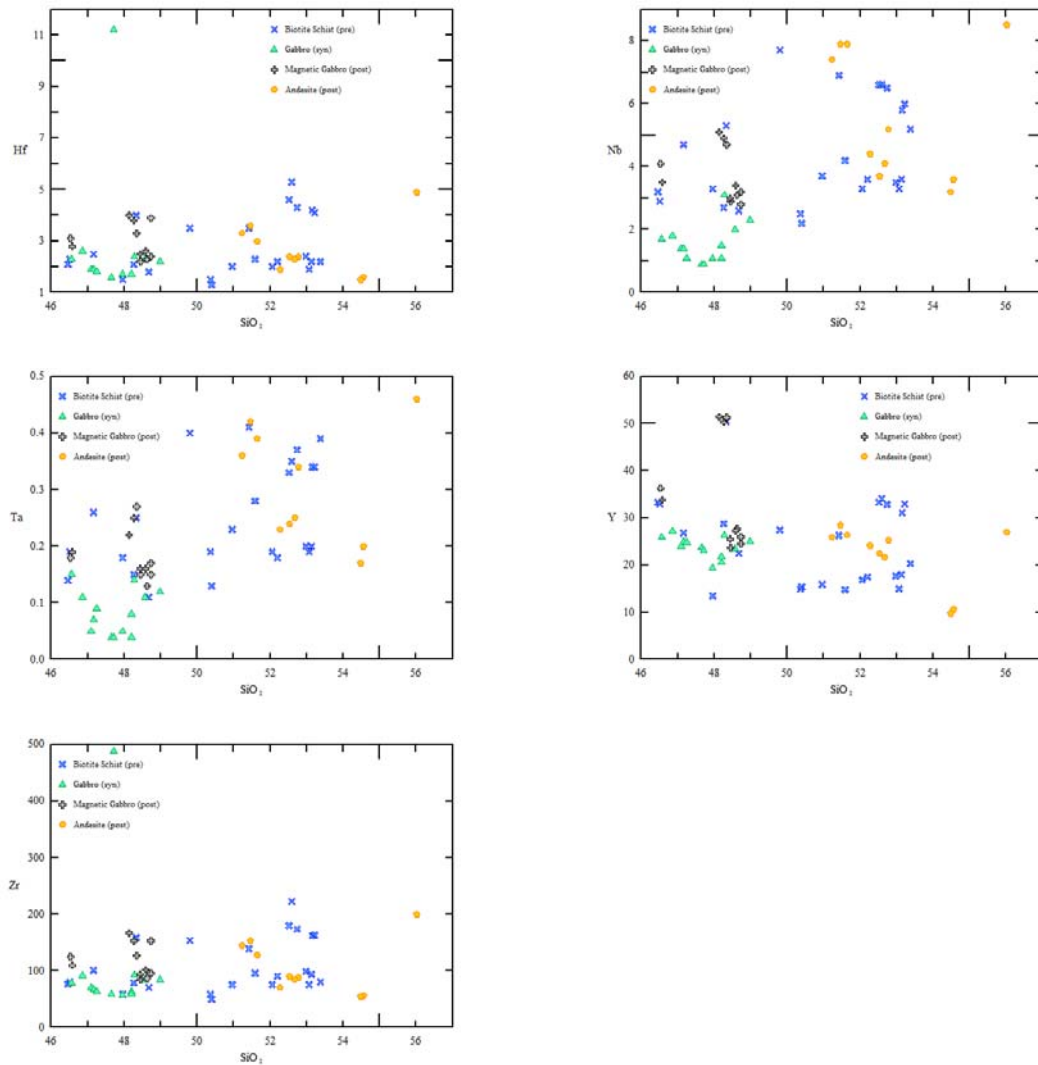 11
9
7
Hf
5
3
1
46 48 50 52 54 56
SiO₂
Biotite Schist (pre)
Gabbro (syn)
Magnetic Gabbro (post)
Andesite (post)
8
6
Nb
4
2
0
46 48 50 52 54 56
SiO₂
Biotite Schist (pre)
Gabbro (syn)
Magnetic Gabbro (post)
Andesite (post)
0.5
0.4
0.3
Ta
0.2
0.1
0.0
46 48 50 52 54 56
SiO₂
Biotite Schist (pre)
Gabbro (syn)
Magnetic Gabbro (post)
Andesite (post)
60
50
40
30
Y
20
10
0
46 48 50 52 54 56
SiO₂
Biotite Schist (pre)
Gabbro (syn)
Magnetic Gabbro (post)
Andesite (post)
500
400
300
Zr
200
100
0
46 48 50 52 54 56
SiO₂
Biotite Schist (pre)
Gabbro (syn)
Magnetic Gabbro (post)
Andesite (post)